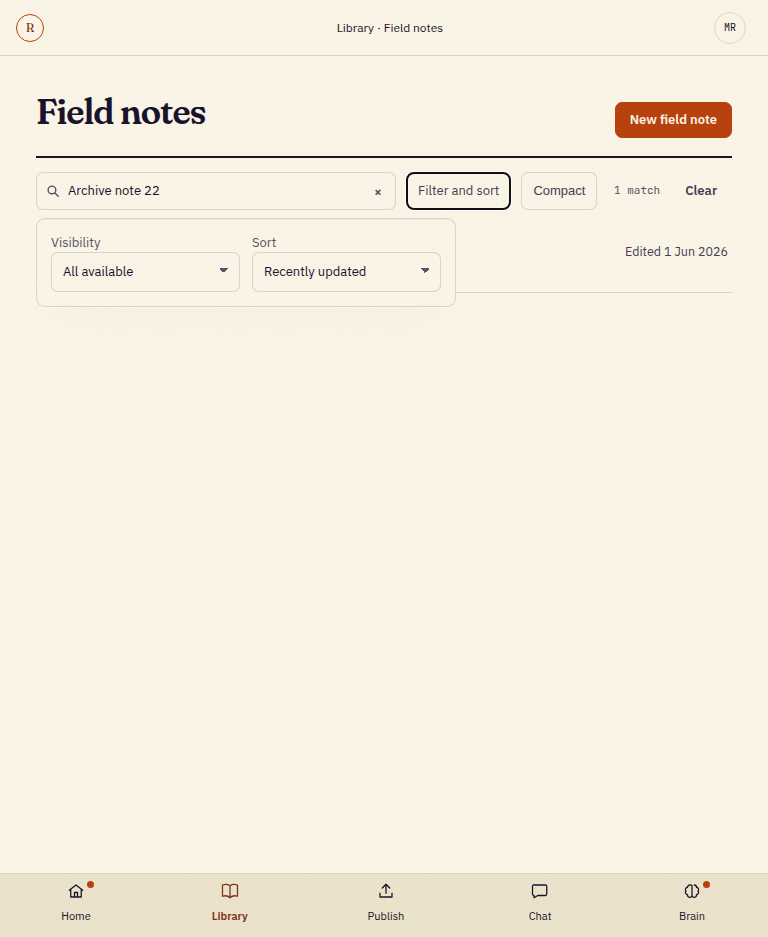 R
Library · Field notes
MR
Field notes
New field note
Archive note 22
×
Filter and sort
Compact
1 match
Clear
Visibility
Sort
All available
Recently updated
Edited 1 Jun 2026
Home
Library
Publish
Chat
Brain